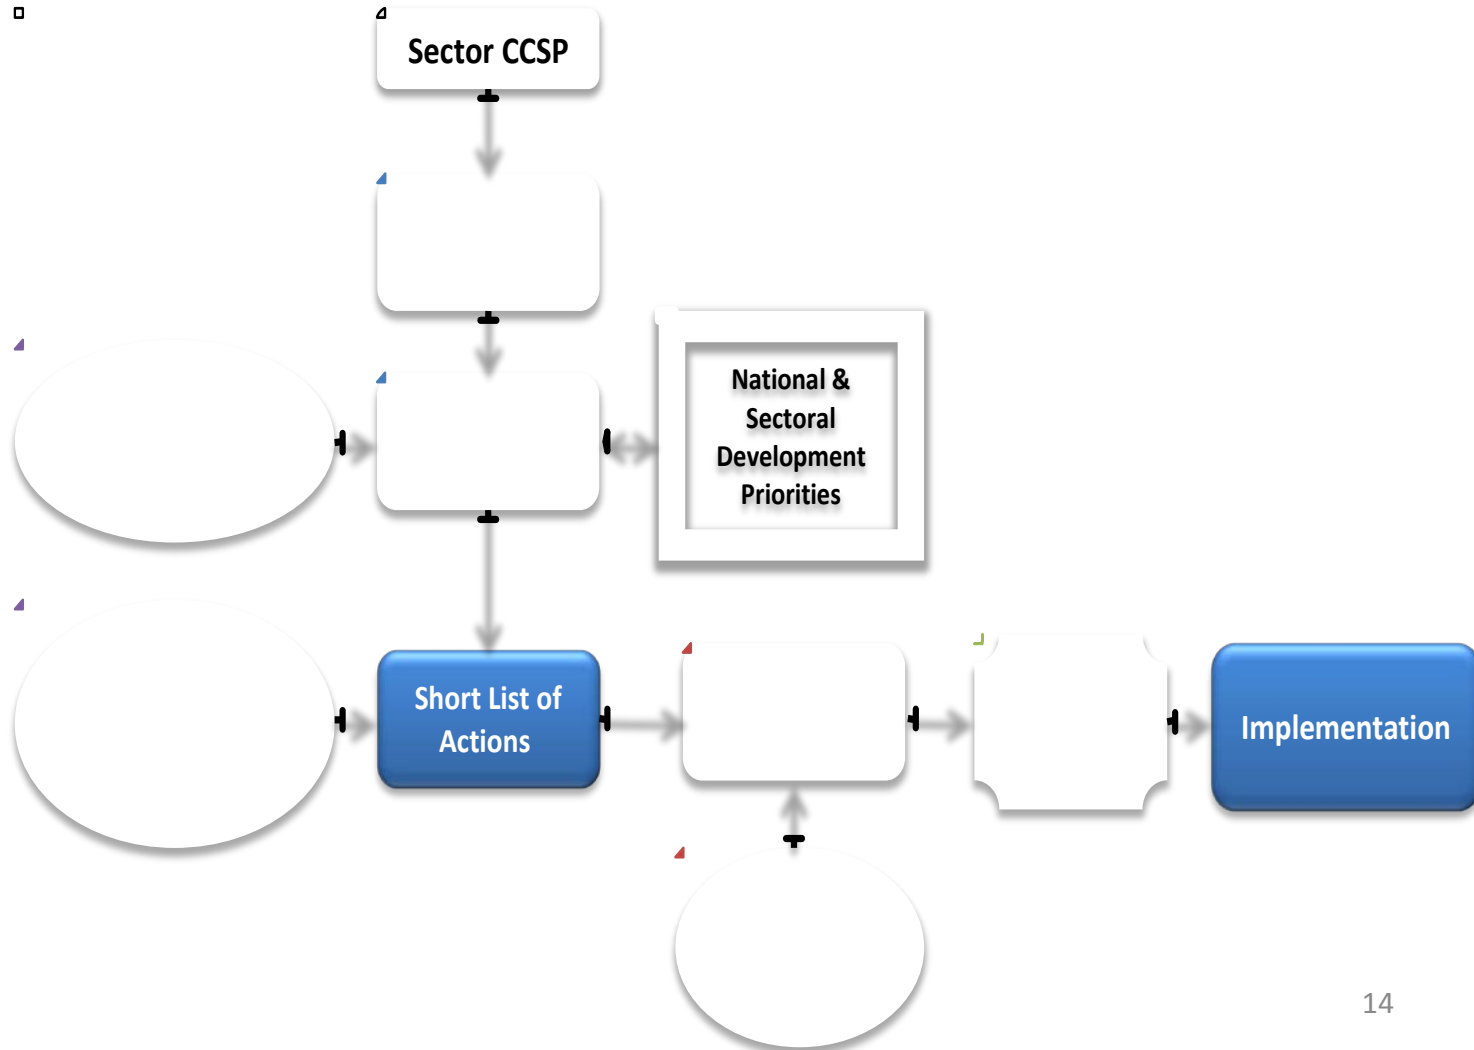 Sector CCSP
National &
Sectoral
Development
Priorities
Short List of
Actions
Implementation
14